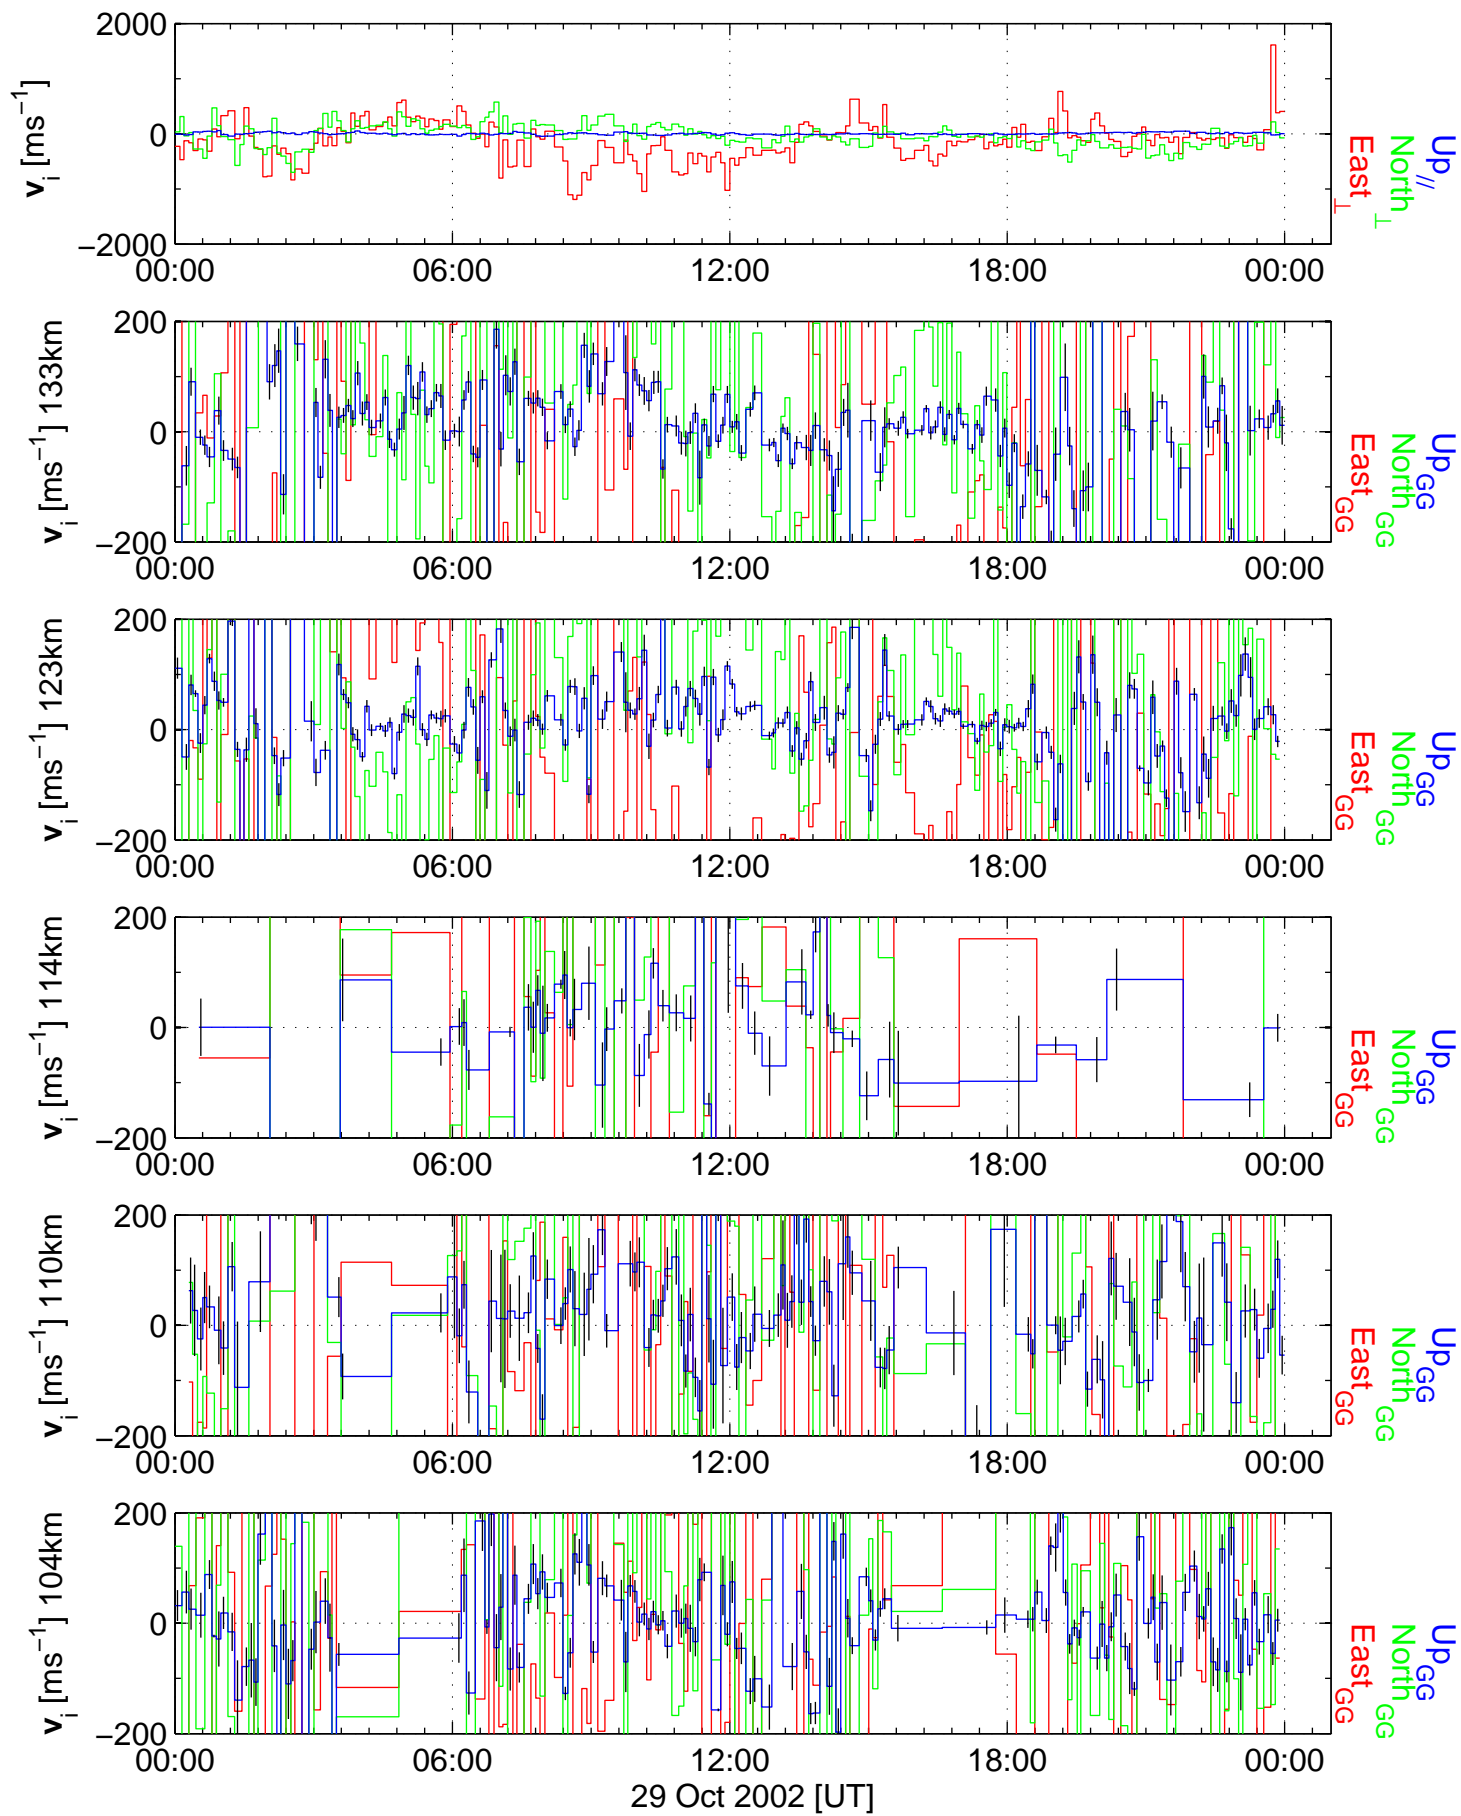 2000
0
−2000
v_i [ms⁻¹]
00:00 06:00 12:00 18:00 00:00
East_⊥ North_⊥ Up_//
200
0
−200
v_i [ms⁻¹] 133km
00:00 06:00 12:00 18:00 00:00
East_GG North_GG Up_GG
200
0
−200
v_i [ms⁻¹] 123km
00:00 06:00 12:00 18:00 00:00
East_GG North_GG Up_GG
200
0
−200
v_i [ms⁻¹] 114km
00:00 06:00 12:00 18:00 00:00
East_GG North_GG Up_GG
200
0
−200
v_i [ms⁻¹] 110km
00:00 06:00 12:00 18:00 00:00
East_GG North_GG Up_GG
200
0
−200
v_i [ms⁻¹] 104km
00:00 06:00 12:00 18:00 00:00
East_GG North_GG Up_GG
29 Oct 2002 [UT]